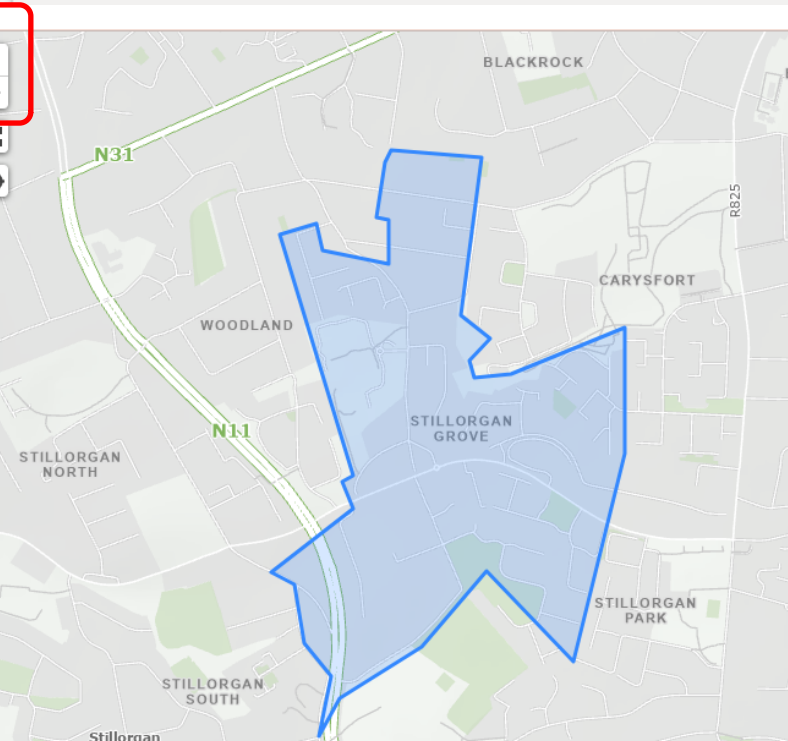 BLACKROCK
N31
R825
CARYSFORT
WOODLAND
STILLORGAN
GROVE
N11
STILLORGAN
NORTH
STILLORGAN
PARK
STILLORGAN
SOUTH
Stillorgan